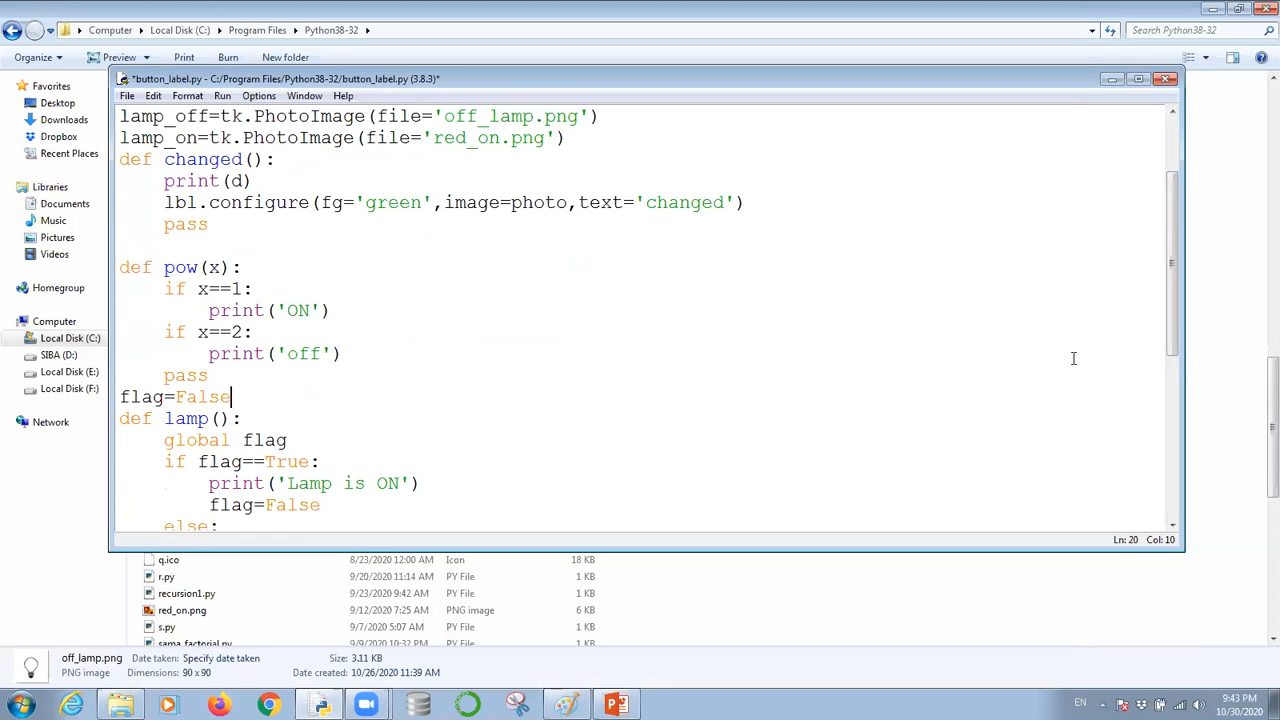 Computer Local Disk (C:) Program Files Python38-32
Search Python38-32
Organize Preview Print Burn New folder
*button_label.py - C:/Program Files/Python38-32/button_label.py (3.8.3)*
File Edit Format Run Options Window Help
lamp_off=tk.PhotoImage(file='off_lamp.png')
lamp_on=tk.PhotoImage(file='red_on.png')
def changed():
    print(d)
    lbl.configure(fg='green',image=photo,text='changed')
    pass
def pow(x):
    if x==1:
        print('ON')
    if x==2:
        print('off')
    pass
flag=False
def lamp():
    global flag
    if flag==True:
        print('Lamp is ON')
        flag=False
    else:
Ln: 20 Col: 10
Favorites
Desktop
Downloads
Dropbox
Recent Places
Libraries
Documents
Music
Pictures
Videos
Homegroup
Computer
Local Disk (C:)
SIBA (D:)
Local Disk (E:)
Local Disk (F:)
Network
q.ico 8/23/2020 12:00 AM Icon 18 KB
r.py 9/20/2020 11:14 AM PY File 1 KB
recursion1.py 9/23/2020 9:42 AM PY File 1 KB
red_on.png 9/12/2020 7:25 AM PNG image 6 KB
s.py 9/7/2020 5:07 AM PY File 1 KB
sama_factorial.py 9/9/2020 10:32 PM PY File 1 KB
off_lamp.png Date taken: Specify date taken Size: 3.11 KB
PNG image Dimensions: 90 x 90 Date created: 10/26/2020 11:39 AM
EN
9:43 PM
10/30/2020